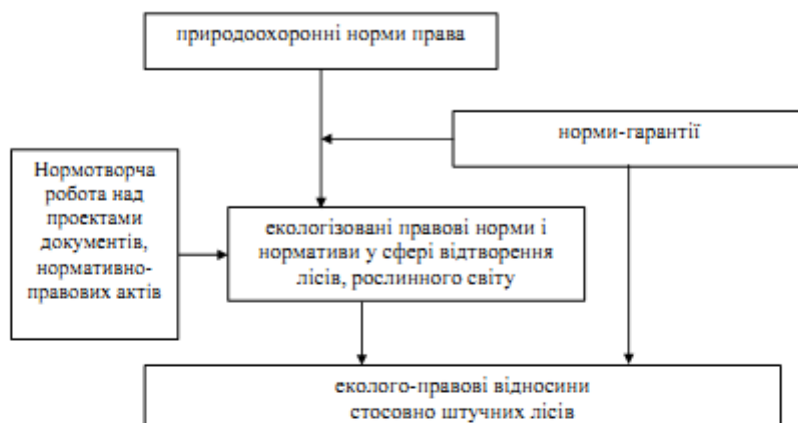 природоохоронні норми права
норми-гарантії
Нормотворча
робота над
проектами
документів,
нормативно-
правових актів
екологізовані правові норми і
нормативи у сфері відтворення
лісів, рослинного світу
еколого-правові відносини
стосовно штучних лісів